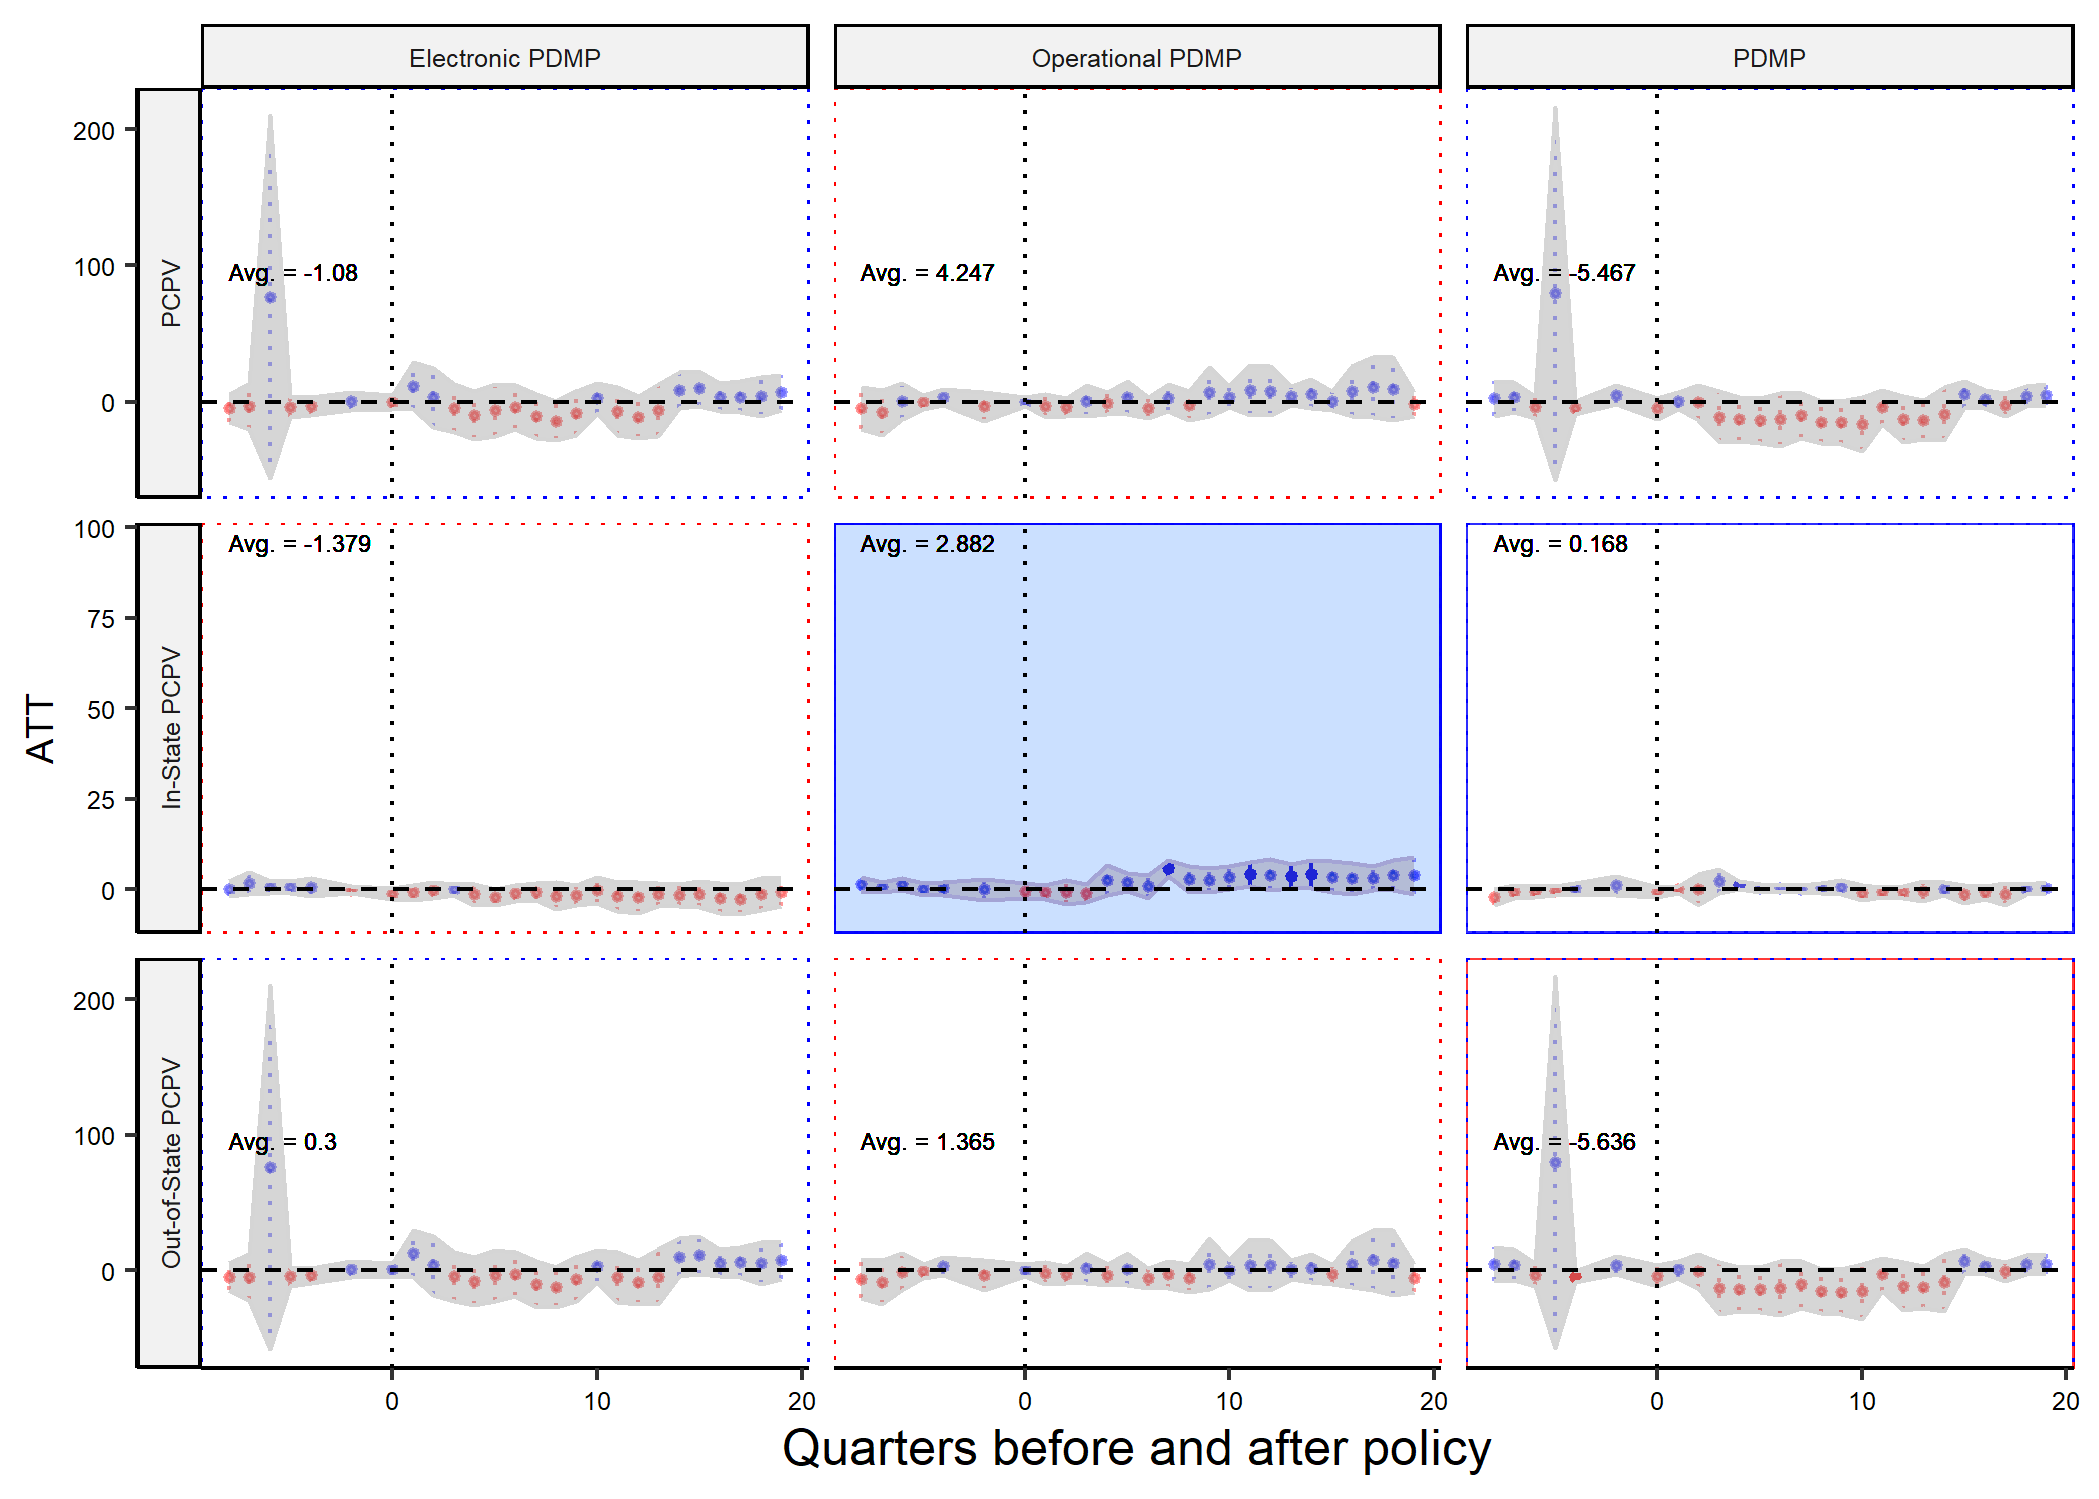 Electronic PDMP
Operational PDMP
PDMP
PCPV
200
100
0
Avg. = -1.08
Avg. = 4.247
Avg. = -5.467
ATT
In-State PCPV
100
75
50
25
0
Avg. = -1.379
Avg. = 2.882
Avg. = 0.168
Out-of-State PCPV
200
100
0
Avg. = 0.3
Avg. = 1.365
Avg. = -5.636
0 10 20
0 10 20
0 10 20
Quarters before and after policy